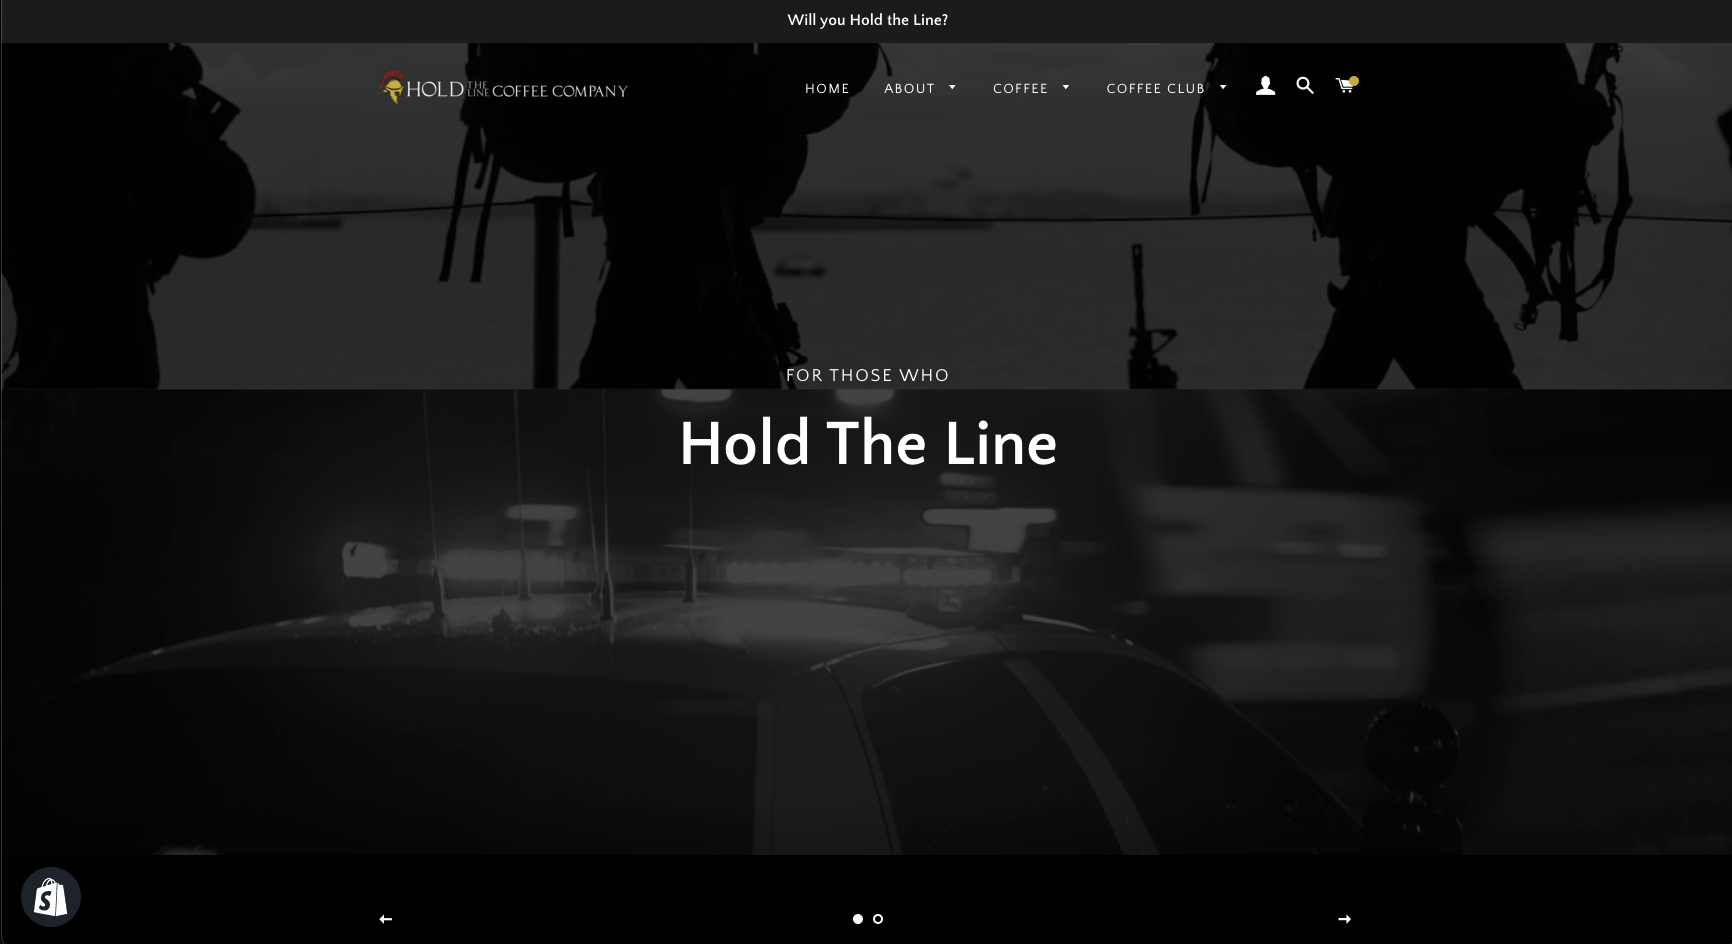 Will you Hold the Line?
HOLD THE LINE COFFEE COMPANY
HOME ABOUT COFFEE COFFEE CLUB
FOR THOSE WHO
Hold The Line
S